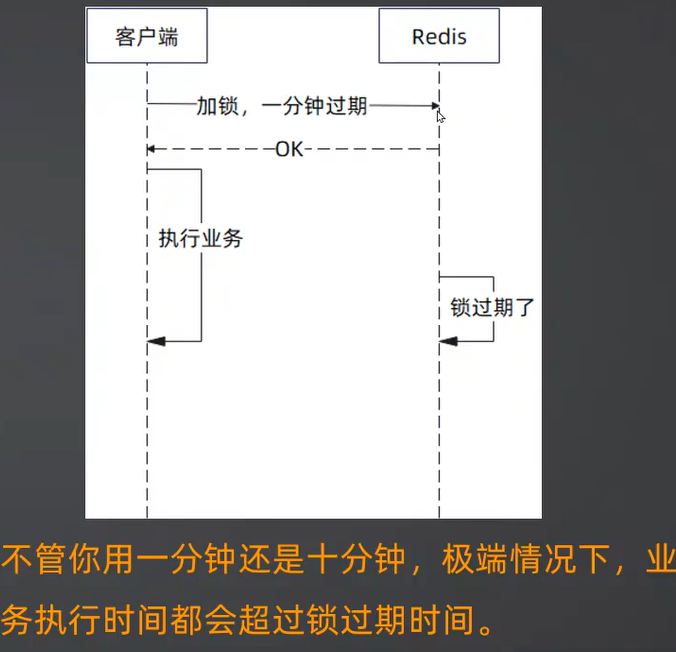 客户端
Redis
加锁，一分钟过期
OK
执行业务
锁过期了
不管你用一分钟还是十分钟，极端情况下，业
务执行时间都会超过锁过期时间。